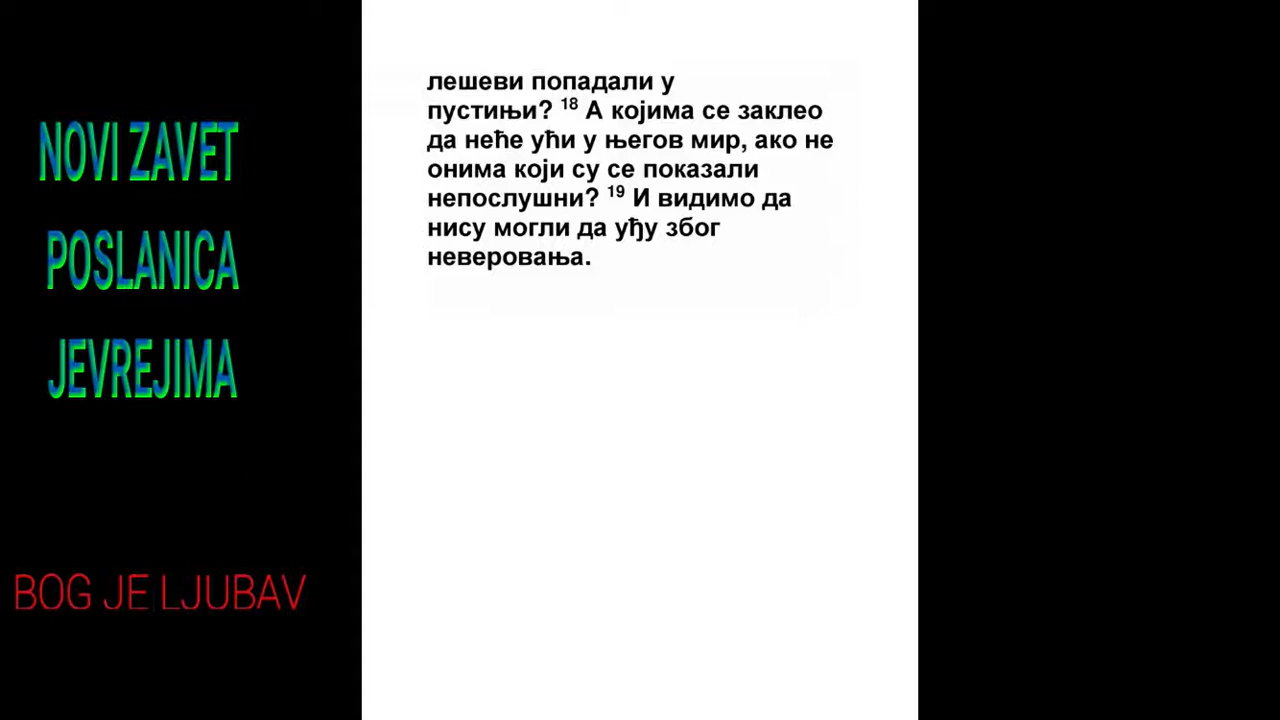 NOVI ZAVET
POSLANICA
JEVREJIMA
BOG JE LJUBAV
лешеви попадали у
пустињи? 18 А којима се заклео
да неће ући у његов мир, ако не
онима који су се показали
непослушни? 19 И видимо да
нису могли да уђу због
неверовања.